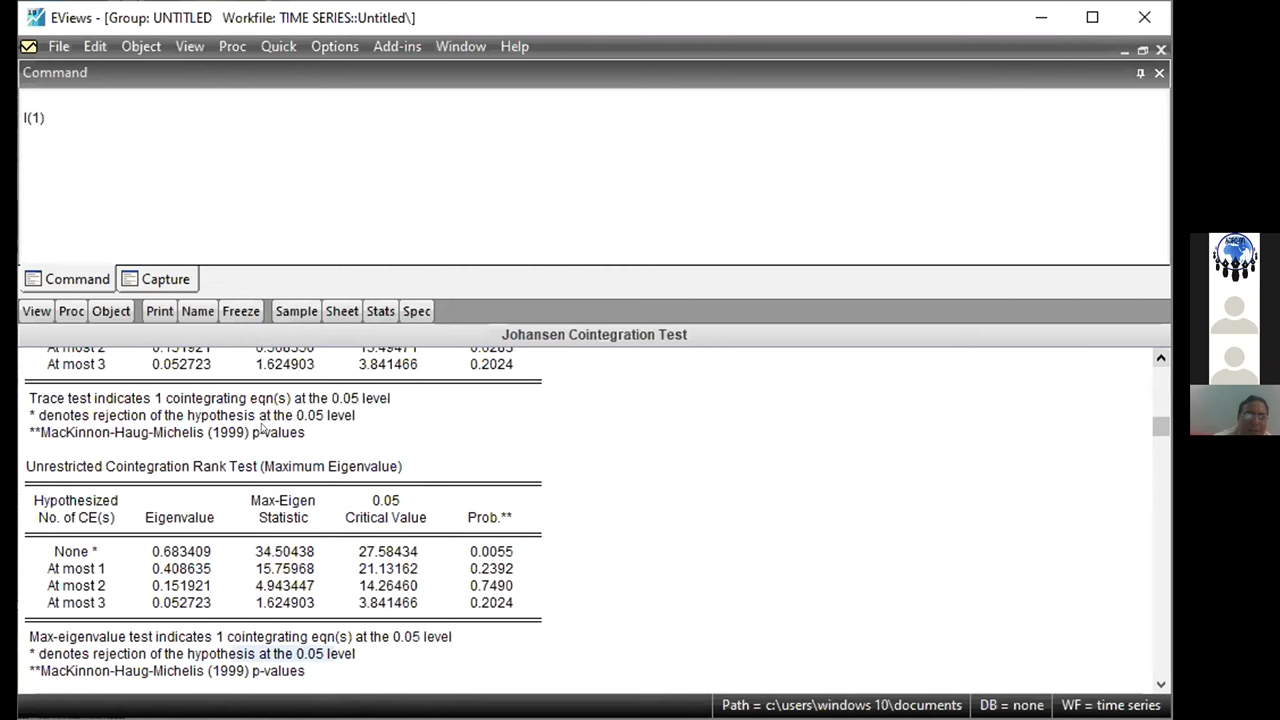 EViews - [Group: UNTITLED   Workfile: TIME SERIES::Untitled\]
File Edit Object View Proc Quick Options Add-ins Window Help
Command
I(1)
Command Capture
View Proc Object Print Name Freeze Sample Sheet Stats Spec
Johansen Cointegration Test
At most 2 0.151921
At most 3 0.052723 1.624903 3.841466 0.2024
Trace test indicates 1 cointegrating eqn(s) at the 0.05 level
* denotes rejection of the hypothesis at the 0.05 level
**MacKinnon-Haug-Michelis (1999) p-values
Unrestricted Cointegration Rank Test (Maximum Eigenvalue)
Hypothesized Max-Eigen 0.05
No. of CE(s) Eigenvalue Statistic Critical Value Prob.**
None * 0.683409 34.50438 27.58434 0.0055
At most 1 0.408635 15.75968 21.13162 0.2392
At most 2 0.151921 4.943447 14.26460 0.7490
At most 3 0.052723 1.624903 3.841466 0.2024
Max-eigenvalue test indicates 1 cointegrating eqn(s) at the 0.05 level
* denotes rejection of the hypothesis at the 0.05 level
**MacKinnon-Haug-Michelis (1999) p-values
Path = c:\users\windows 10\documents DB = none WF = time series